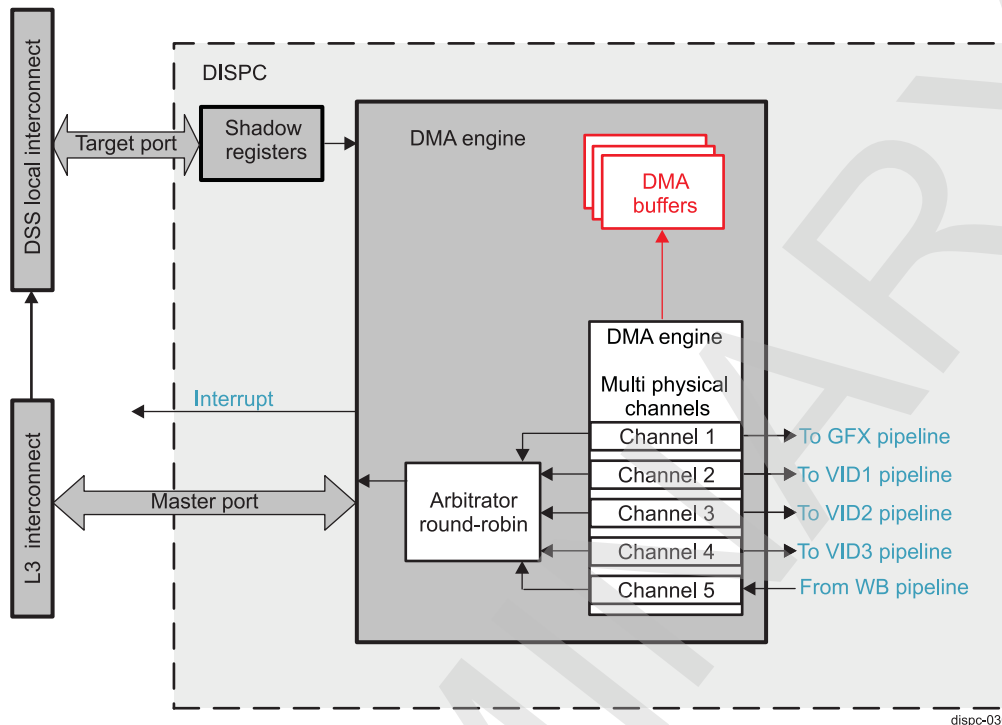 DISPC
DSS local interconnect
Target port
Shadow
registers
DMA engine
DMA
buffers
DMA engine
Multi physical
channels
Interrupt
Channel 1
To GFX pipeline
Channel 2
To VID1 pipeline
Channel 3
To VID2 pipeline
Channel 4
To VID3 pipeline
Channel 5
From WB pipeline
Arbitrator
round-robin
Master port
L3 interconnect
dispc-03